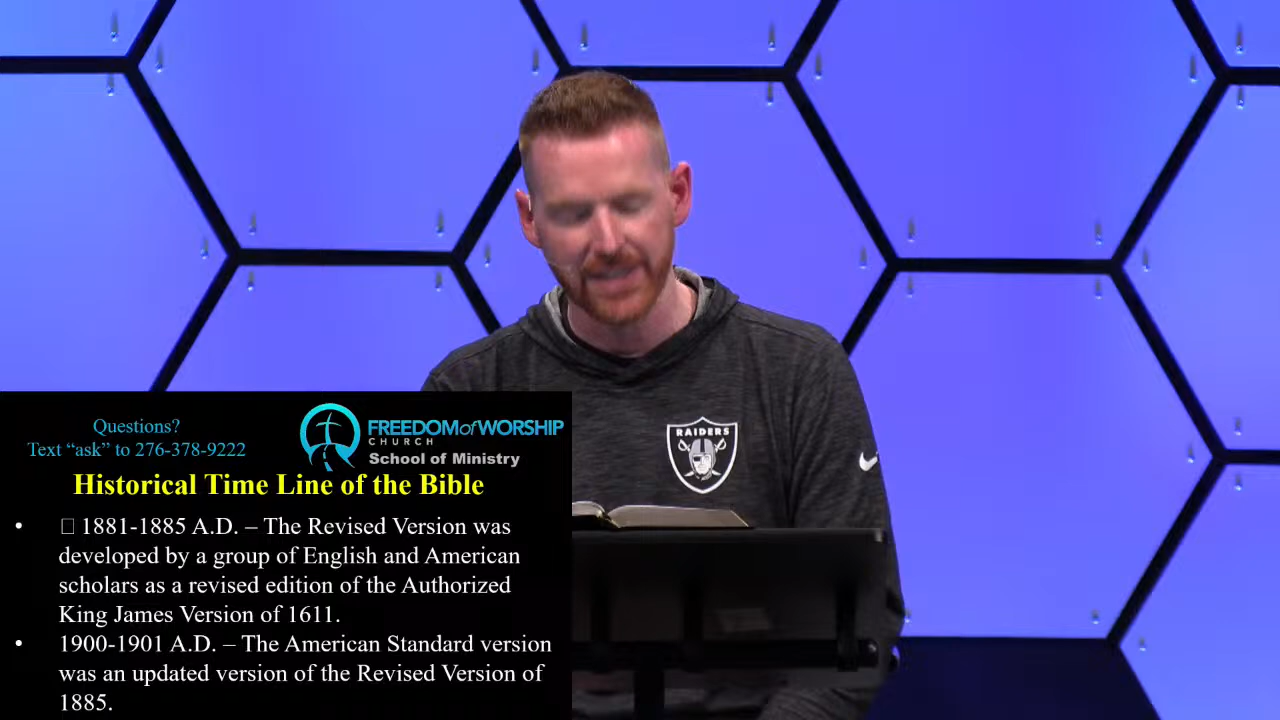 Questions?
Text “ask” to 276-378-9222
FREEDOMofWORSHIP
CHURCH
School of Ministry
Historical Time Line of the Bible
• 1881-1885 A.D. – The Revised Version was
developed by a group of English and American
scholars as a revised edition of the Authorized
King James Version of 1611.
• 1900-1901 A.D. – The American Standard version
was an updated version of the Revised Version of
1885.
RAIDERS